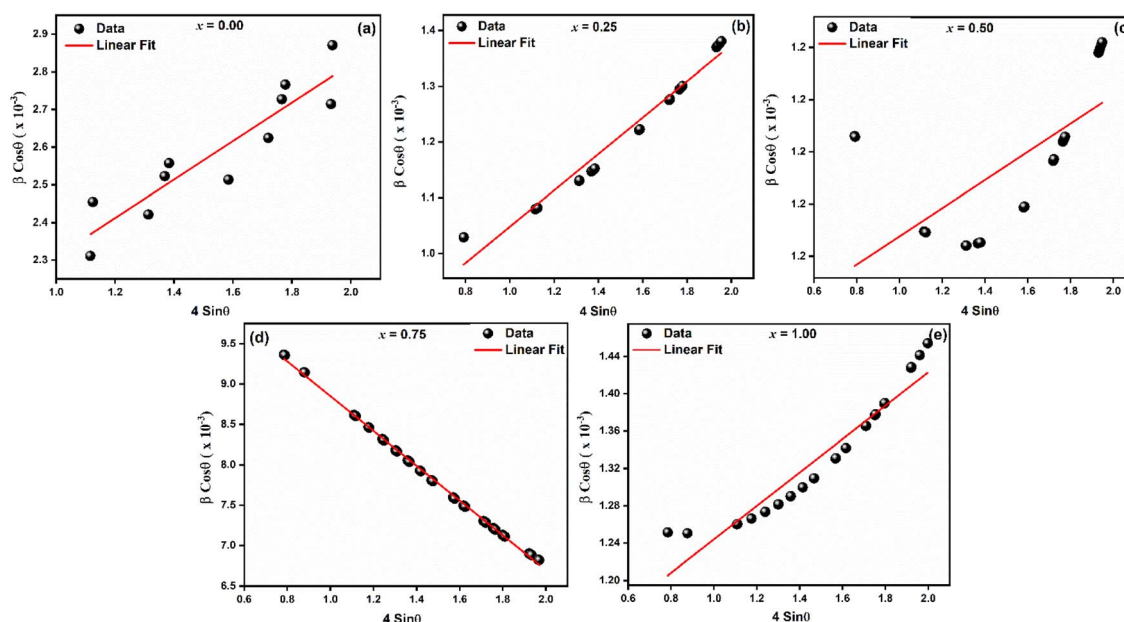 Data
x = 0.00
(a)
Linear Fit
2.9
2.8
2.7
2.6
2.5
2.4
2.3
β Cosθ ( x 10⁻³)
1.0 1.2 1.4 1.6 1.8 2.0
4 Sinθ
Data
x = 0.25
(b)
Linear Fit
1.4
1.3
1.2
1.1
1.0
β Cosθ ( x 10⁻³)
0.8 1.0 1.2 1.4 1.6 1.8 2.0
4 Sinθ
Data
x = 0.50
(c)
Linear Fit
1.2
1.2
1.2
1.2
1.2
β Cosθ ( x 10⁻³)
0.6 0.8 1.0 1.2 1.4 1.6 1.8 2.0
4 Sinθ
(d)
x = 0.75
Data
Linear Fit
9.5
9.0
8.5
8.0
7.5
7.0
6.5
β Cosθ ( x 10⁻³)
0.6 0.8 1.0 1.2 1.4 1.6 1.8 2.0
4 Sinθ
Data
x = 1.00
(e)
Linear Fit
1.44
1.40
1.36
1.32
1.28
1.24
1.20
β Cosθ ( x 10⁻³)
0.6 0.8 1.0 1.2 1.4 1.6 1.8 2.0
4 Sinθ